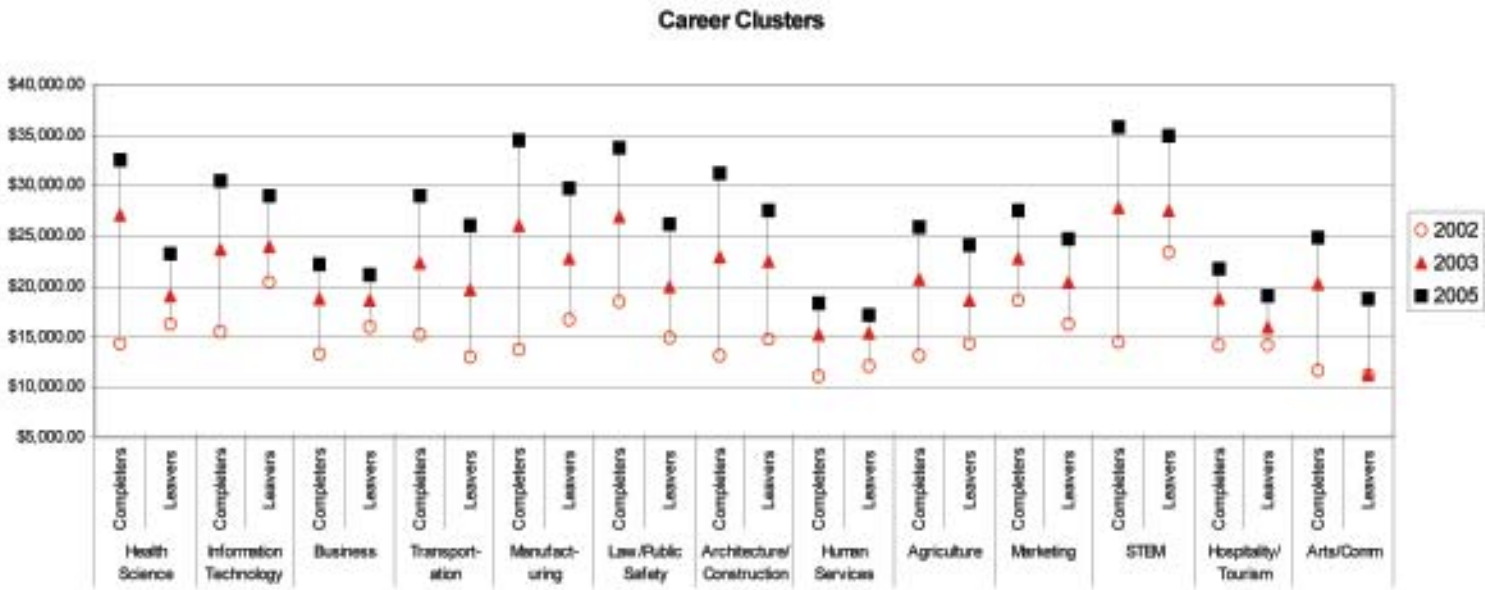 Career Clusters
$40,000.00
$35,000.00
$30,000.00
$25,000.00
$20,000.00
$15,000.00
$10,000.00
$5,000.00
2002
2003
2005
Completers
Leavers
Completers
Leavers
Completers
Leavers
Completers
Leavers
Completers
Leavers
Completers
Leavers
Completers
Leavers
Completers
Leavers
Completers
Leavers
Completers
Leavers
Completers
Leavers
Completers
Leavers
Completers
Leavers
Health
Science
Information
Technology
Business
Transport-
ation
Manufact-
uring
Law /Public
Safety
Architecture/
Construction
Human
Services
Agriculture
Marketing
STEM
Hospitality/
Tourism
Arts/Comm